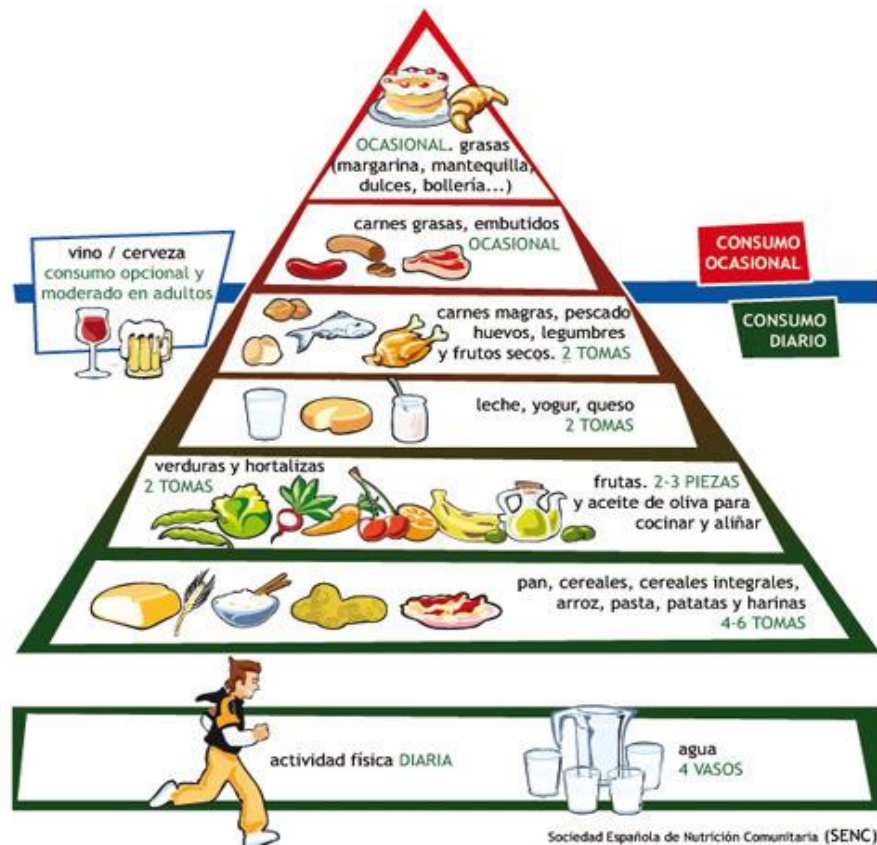 OCASIONAL. grasas
(margarina, mantequilla,
dulces, bollería...)
carnes grasas, embutidos
OCASIONAL
CONSUMO
OCASIONAL
vino / cerveza
consumo opcional y
moderado en adultos
carnes magras, pescado
huevos, legumbres
y frutos secos. 2 TOMAS
CONSUMO
DIARIO
leche, yogur, queso
2 TOMAS
verduras y hortalizas
2 TOMAS
frutas. 2-3 PIEZAS
y aceite de oliva para
cocinar y aliñar
pan, cereales, cereales integrales,
arroz, pasta, patatas y harinas
4-6 TOMAS
actividad física DIARIA
agua
4 VASOS
Sociedad Española de Nutrición Comunitaria (SENC)